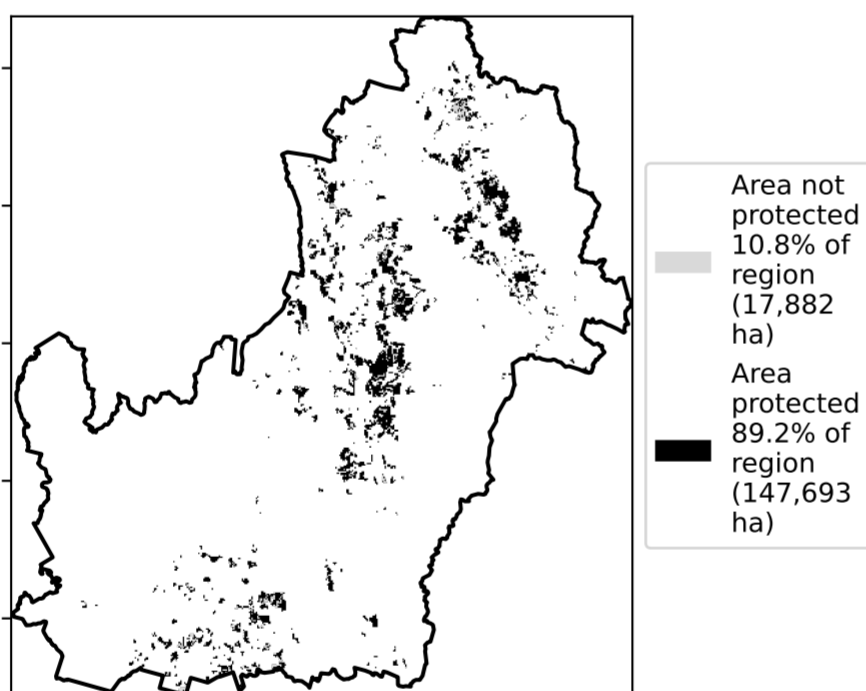 Area not
protected
10.8% of
region
(17,882
ha)
Area
protected
89.2% of
region
(147,693
ha)